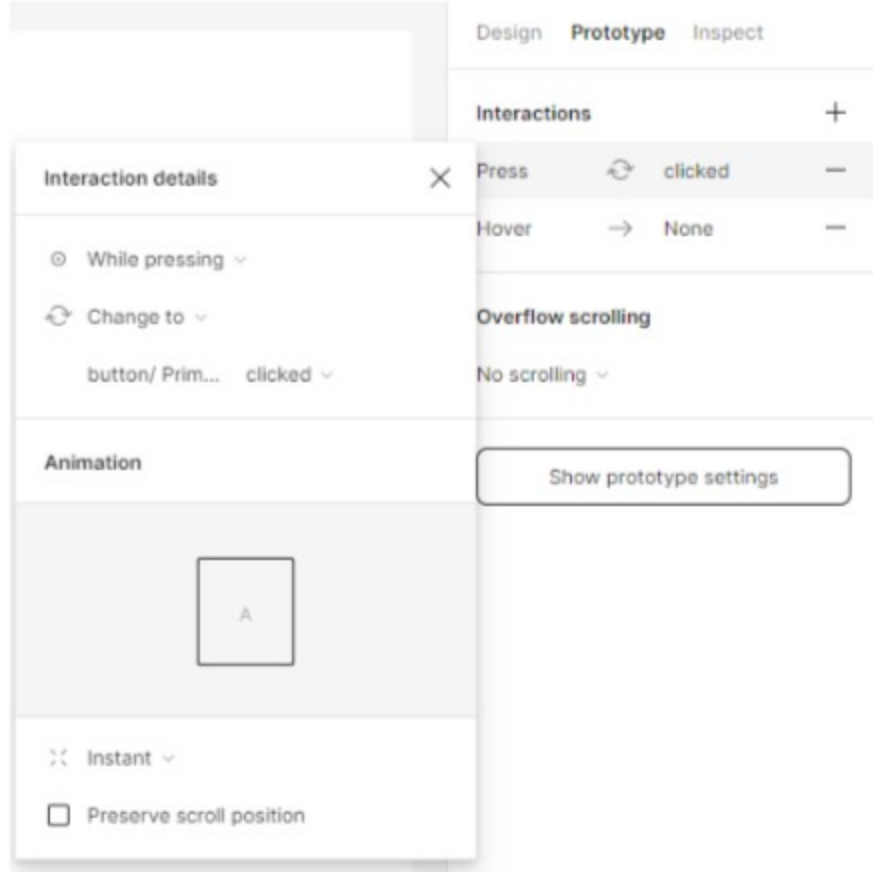 Design Prototype Inspect
Interactions
Press clicked
Hover None
Overflow scrolling
No scrolling
Show prototype settings
Interaction details
While pressing
Change to
button/ Prim... clicked
Animation
A
Instant
Preserve scroll position